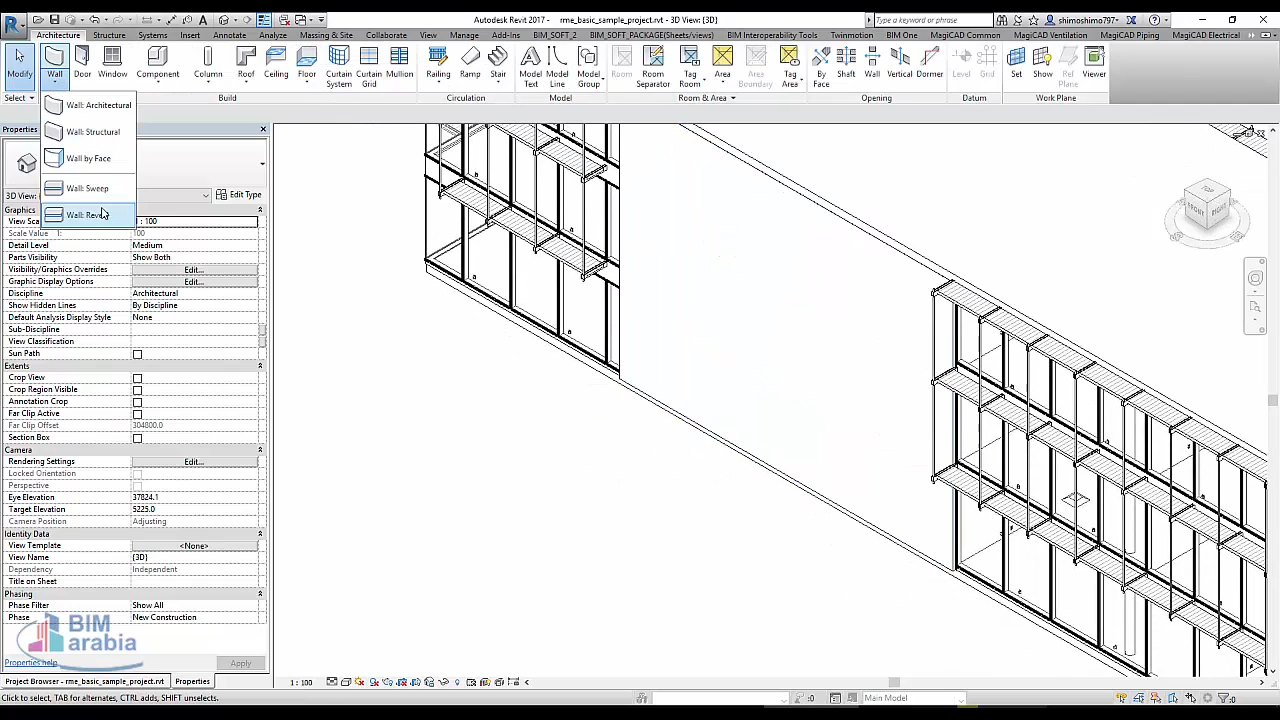 Autodesk Revit 2017 - rme_basic_sample_project.rvt - 3D View: {3D}
Type a keyword or phrase
shimoshimo797
Architecture Structure Systems Insert Annotate Analyze Massing & Site Collaborate View Manage Add-Ins BIM_SOFT_2 BIM_SOFT_PACKAGE(Sheets/views) BIM Interoperability Tools Twinmotion BIM One MagiCAD Common MagiCAD Ventilation MagiCAD Piping MagiCAD Electrical
Modify Wall Door Window Component Column Roof Ceiling Floor Curtain System Curtain Grid Mullion Railing Ramp Stair Model Text Model Line Model Group Room Room Separator Tag Room Area Area Boundary Tag Area By Face Shaft Wall Vertical Dormer Level Grid Set Show Ref Plane Viewer
Select Build Circulation Model Room & Area Opening Datum Work Plane
Wall: Architectural
Wall: Structural
Wall by Face
Wall: Sweep
Wall: Reve
Properties
3D View: Edit Type
Graphics
View Sca : 100
Scale Value 1: 100
Detail Level Medium
Parts Visibility Show Both
Visibility/Graphics Overrides Edit...
Graphic Display Options Edit...
Discipline Architectural
Show Hidden Lines By Discipline
Default Analysis Display Style None
Sub-Discipline
View Classification
Sun Path
Extents
Crop View
Crop Region Visible
Annotation Crop
Far Clip Active
Far Clip Offset 304800.0
Section Box
Camera
Rendering Settings Edit...
Locked Orientation
Perspective
Eye Elevation 37824.1
Target Elevation 5225.0
Camera Position Adjusting
Identity Data
View Template <None>
View Name {3D}
Dependency Independent
Title on Sheet
Phasing
Phase Filter Show All
Phase New Construction
BIM
arabia
Properties help Apply
Project Browser - rme_basic_sample_project.rvt Properties
1 : 100
Click to select, TAB for alternates, CTRL adds, SHIFT unselects.
:0 Main Model :0
FRONT RIGHT